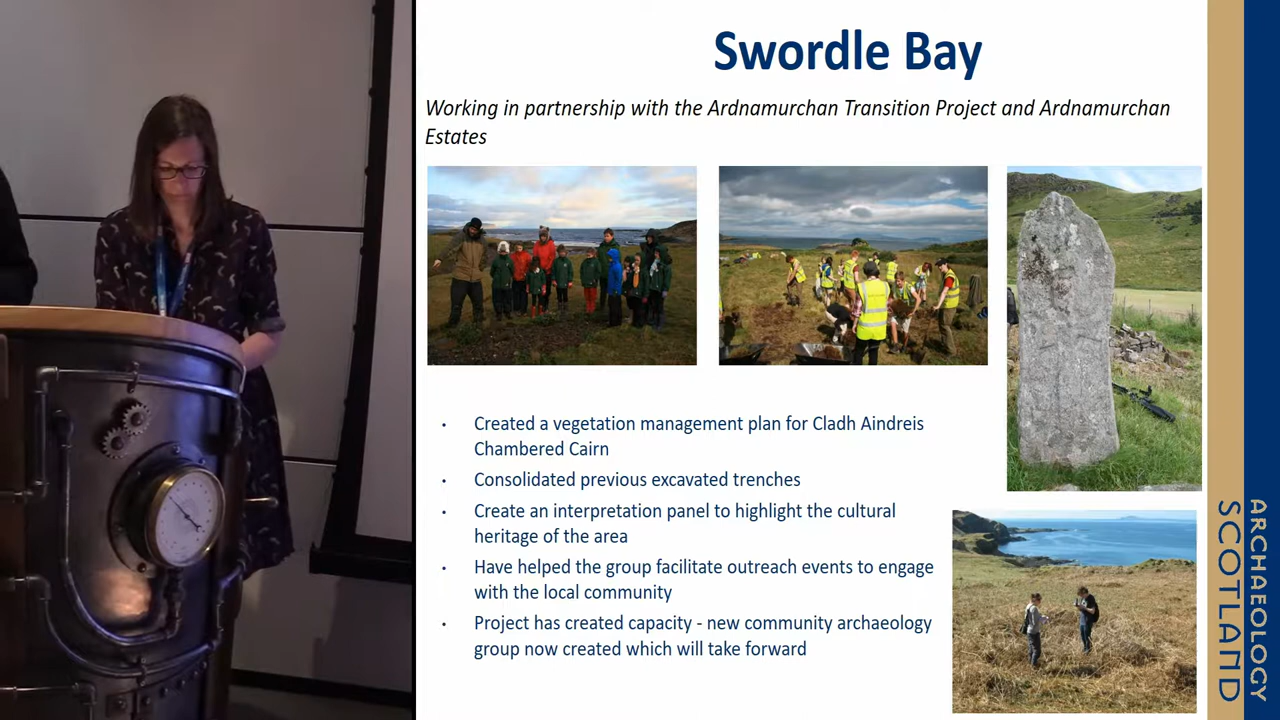 Swordle Bay
Working in partnership with the Ardnamurchan Transition Project and Ardnamurchan
Estates
• Created a vegetation management plan for Cladh Aindreis
Chambered Cairn
• Consolidated previous excavated trenches
• Create an interpretation panel to highlight the cultural
heritage of the area
• Have helped the group facilitate outreach events to engage
with the local community
• Project has created capacity - new community archaeology
group now created which will take forward
ARCHAEOLOGY
SCOTLAND